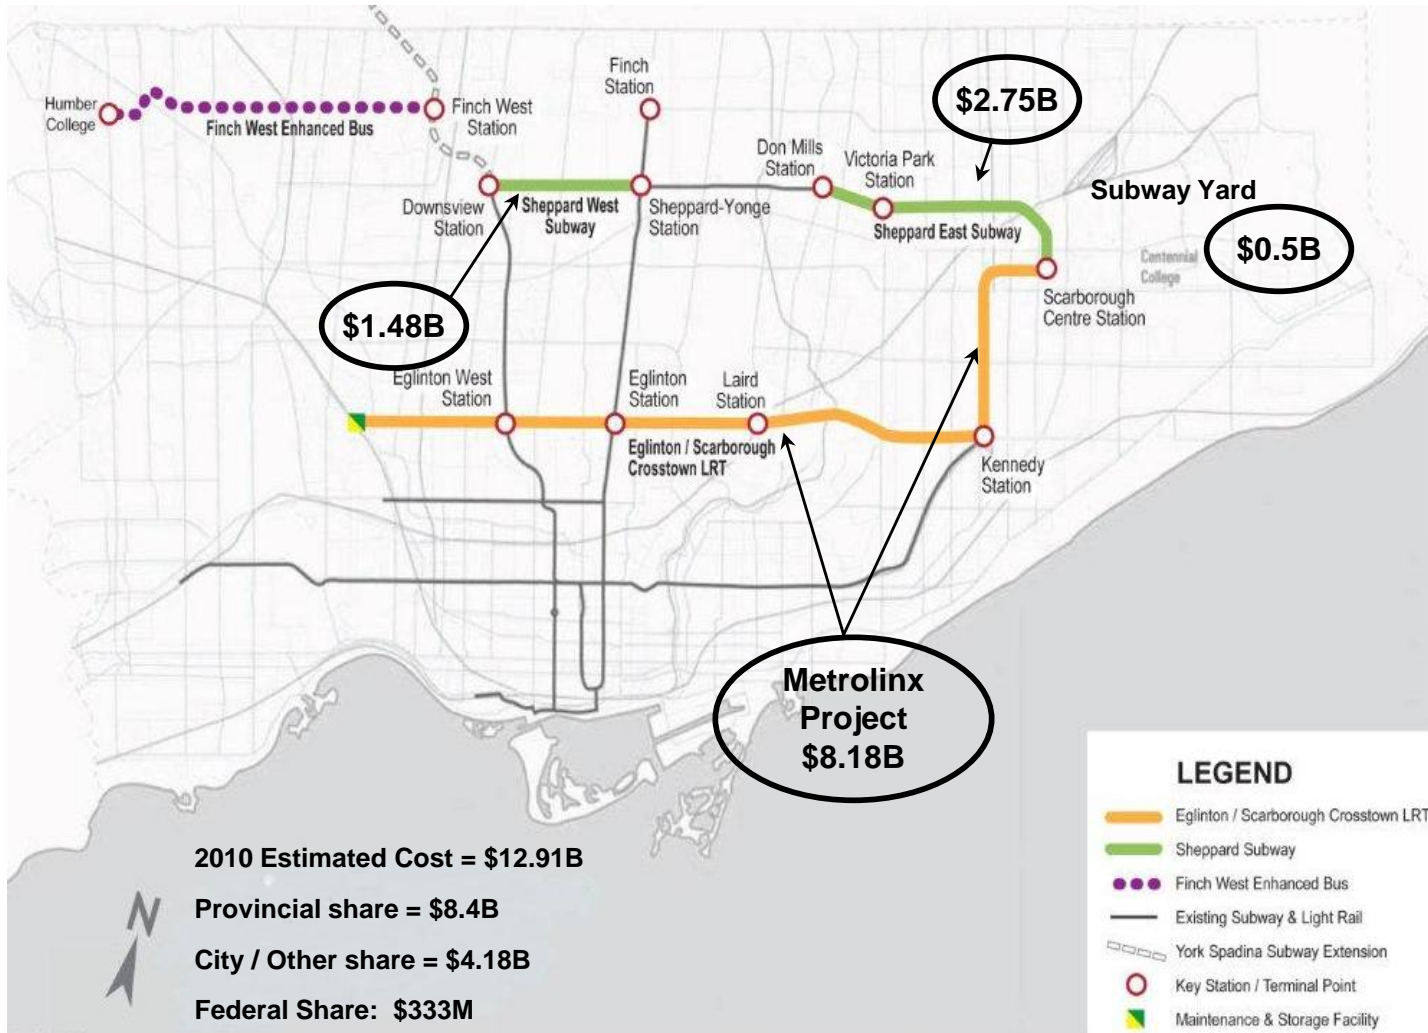 Humber
College
Finch West Enhanced Bus
Finch West
Station
Finch
Station
$2.75B
Don Mills
Station
Victoria Park
Station
Subway Yard
$0.5B
Downsview
Station
Sheppard West
Subway
Sheppard-Yonge
Station
Sheppard East Subway
Centennial
College
Scarborough
Centre Station
$1.48B
Eglinton West
Station
Eglinton
Station
Laird
Station
Eglinton / Scarborough
Crosstown LRT
Kennedy
Station
Metrolinx
Project
$8.18B
2010 Estimated Cost = $12.91B
Provincial share = $8.4B
City / Other share = $4.18B
Federal Share: $333M
N
LEGEND
Eglinton / Scarborough Crosstown LRT
Sheppard Subway
Finch West Enhanced Bus
Existing Subway & Light Rail
York Spadina Subway Extension
Key Station / Terminal Point
Maintenance & Storage Facility